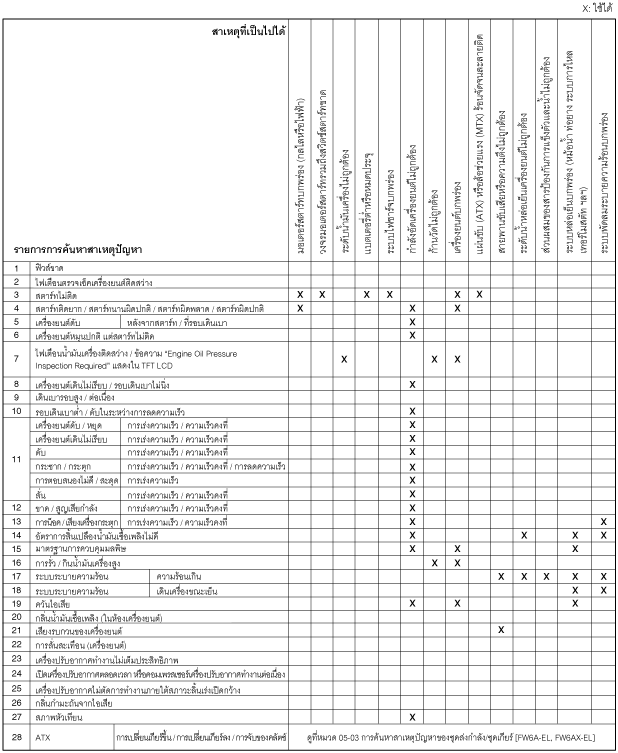 X: ใช้ได้
สาเหตุที่เป็นไปได้
รายการการค้นหาสาเหตุปัญหา
มอเตอร์สตาร์ทบกพร่อง (กลไกหรือไฟฟ้า)
วงจรมอเตอร์สตาร์ทรวมถึงสวิตช์สตาร์ทขาด
ระดับน้ำมันเครื่องไม่ถูกต้อง
แบตเตอรี่ต่ำหรือหมดประจุ
ระบบไฟชาร์จบกพร่อง
กำลังอัดเครื่องยนต์ไม่ถูกต้อง
ก้านวัดไม่ถูกต้อง
เครื่องยนต์บกพร่อง
แผ่นขับ (ATX) หรือล้อช่วยแรง (MTX) ร้อนจัดจนละลายติด
สายพานขับเสียหรือความตึงไม่ถูกต้อง
ระดับน้ำหล่อเย็นเครื่องยนต์ไม่ถูกต้อง
ส่วนผสมของสารป้องกันการแข็งตัวและน้ำไม่ถูกต้อง
ระบบหล่อเย็นบกพร่อง (หม้อน้ำ ท่อยาง ระบบการไหล
เทอร์โมสตัท ฯลฯ)
ระบบพัดลมระบายความร้อนบกพร่อง
1 ฟิวส์ขาด
2 ไฟเตือนตรวจเช็คเครื่องยนต์ติดสว่าง
3 สตาร์ทไม่ติด X X X X X X
4 สตาร์ทติดยาก / สตาร์ทนานผิดปกติ / สตาร์ทผิดพลาด / สตาร์ทผิดปกติ X X X
5 เครื่องยนต์ดับ หลังจากสตาร์ท / ที่รอบเดินเบา X X
6 เครื่องยนต์หมุนปกติ แต่สตาร์ทไม่ติด X
7 ไฟเตือนน้ำมันเครื่องติดสว่าง / ข้อความ "Engine Oil Pressure
Inspection Required" แสดงใน TFT LCD X X X
8 เครื่องยนต์เดินไม่เรียบ / รอบเดินเบาไม่นิ่ง X
9 เดินเบารอบสูง / ต่อเนื่อง
10 รอบเดินเบาต่ำ / ดับในระหว่างการลดความเร็ว X
11 เครื่องยนต์ดับ / หยุด การเร่งความเร็ว / ความเร็วคงที่ X
เครื่องยนต์เดินไม่เรียบ การเร่งความเร็ว / ความเร็วคงที่ X
ดับ การเร่งความเร็ว / ความเร็วคงที่ X
กระชาก / กระตุก การเร่งความเร็ว / ความเร็วคงที่ / การลดความเร็ว X
การตอบสนองไม่ดี / สะดุด การเร่งความเร็ว X
สั่น การเร่งความเร็ว / ความเร็วคงที่ X
12 ขาด / สูญเสียกำลัง การเร่งความเร็ว / ความเร็วคงที่ X
13 การน็อค / เสียงเครื่องกระตุก การเร่งความเร็ว / ความเร็วคงที่ X X
14 อัตราการสิ้นเปลืองน้ำมันเชื้อเพลิงไม่ดี X X X X
15 มาตรฐานการควบคุมมลพิษ X X X
16 การรั่ว / กินน้ำมันเครื่องสูง X X
17 ระบบระบายความร้อน ความร้อนเกิน X X X X X
18 ระบบระบายความร้อน เดินเครื่องขณะเย็น X X
19 ควันไอเสีย X X X
20 กลิ่นน้ำมันเชื้อเพลิง (ในห้องเครื่องยนต์)
21 เสียงรบกวนของเครื่องยนต์ X
22 การสั่นสะเทือน (เครื่องยนต์)
23 เครื่องปรับอากาศทำงานไม่เต็มประสิทธิภาพ
24 เปิดเครื่องปรับอากาศตลอดเวลา หรือคอมเพรสเซอร์เครื่องปรับอากาศทำงานต่อเนื่อง
25 เครื่องปรับอากาศไม่ตัดการทำงานภายใต้สภาวะลิ้นเร่งเปิดกว้าง
26 กลิ่นกำมะถันจากไอเสีย
27 สภาพหัวเทียน X
28 ATX การเปลี่ยนเกียร์ขึ้น / การเปลี่ยนเกียร์ลง / การจับของคลัตช์ ดูที่หมวด 05-03 การค้นหาสาเหตุปัญหาของชุดส่งกำลัง/ชุดเกียร์ [FW6A-EL, FW6AX-EL]